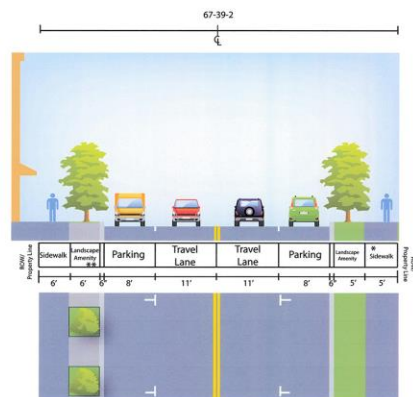 67-39-2
℄
ROW/
Property Line
Sidewalk
Landscape
Amenity
**
Parking
Travel
Lane
Travel
Lane
Parking
Landscape
Amenity
*
Sidewalk
Property Line
6' 6' 6" 8' 11' 11' 8' 6" 5' 5'